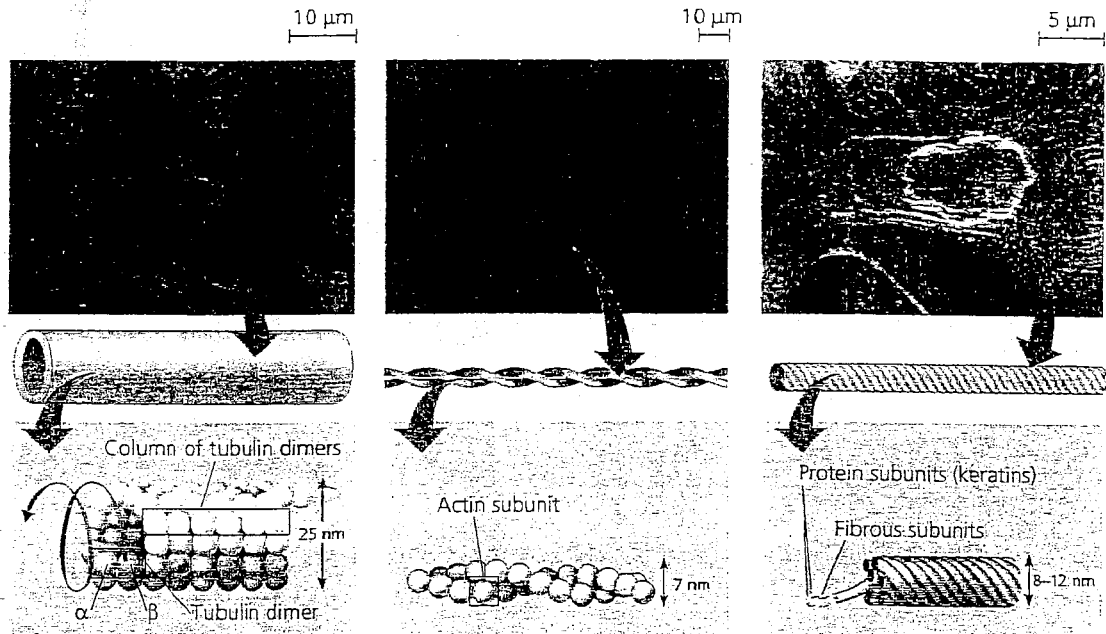 10 μm
10 μm
5 μm
Column of tubulin dimers
25 nm
α
β
Tubulin dimer
Actin subunit
7 nm
Protein subunits (keratins)
Fibrous subunits
8–12 nm